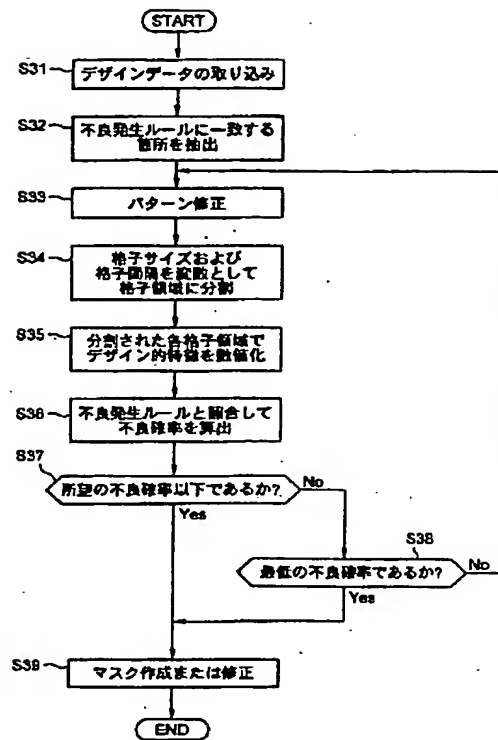 START
S31
デザインデータの取り込み
S32
不良発生ルールに一致する
箇所を抽出
S33
パターン修正
S34
格子サイズおよび
格子間隔を変数として
格子領域に分割
S35
分割された各格子領域で
デザイン的特徴を数値化
S36
不良発生ルールと照合して
不良確率を算出
S37
所望の不良確率以下であるか?
No
Yes
S38
最低の不良確率であるか?
No
Yes
S39
マスク作成または修正
END